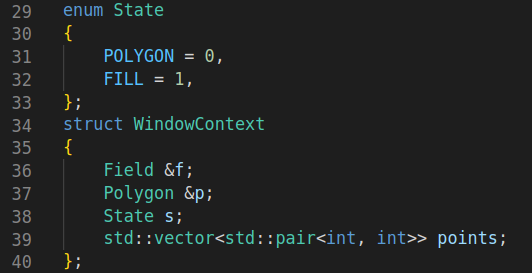 29 enum State
30 {
31     POLYGON = 0,
32     FILL = 1,
33 };
34 struct WindowContext
35 {
36     Field &f;
37     Polygon &p;
38     State s;
39     std::vector<std::pair<int, int>> points;
40 };